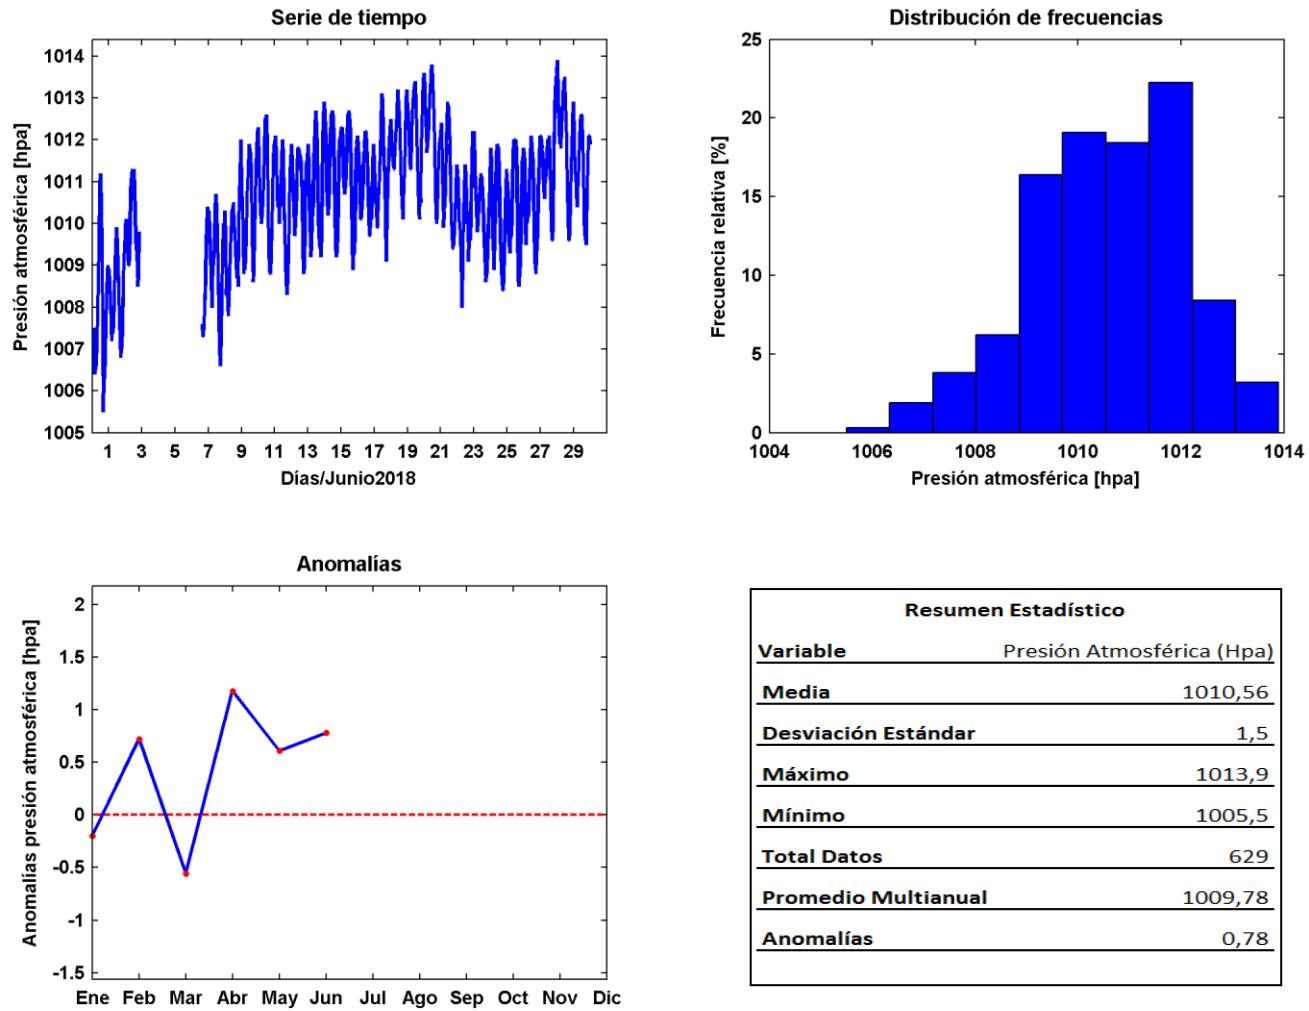 Serie de tiempo
Presión atmosférica [hpa]
1014
1013
1012
1011
1010
1009
1008
1007
1006
1005
1 3 5 7 9 11 13 15 17 19 21 23 25 27 29
Días/Junio2018
Distribución de frecuencias
Frecuencia relativa [%]
25
20
15
10
5
0
1004 1006 1008 1010 1012 1014
Presión atmosférica [hpa]
Anomalías
Anomalías presión atmosférica [hpa]
2
1.5
1
0.5
0
-0.5
-1
-1.5
Ene Feb Mar Abr May Jun Jul Ago Sep Oct Nov Dic
Resumen Estadístico
Variable Presión Atmosférica (Hpa)
Media 1010,56
Desviación Estándar 1,5
Máximo 1013,9
Mínimo 1005,5
Total Datos 629
Promedio Multianual 1009,78
Anomalías 0,78